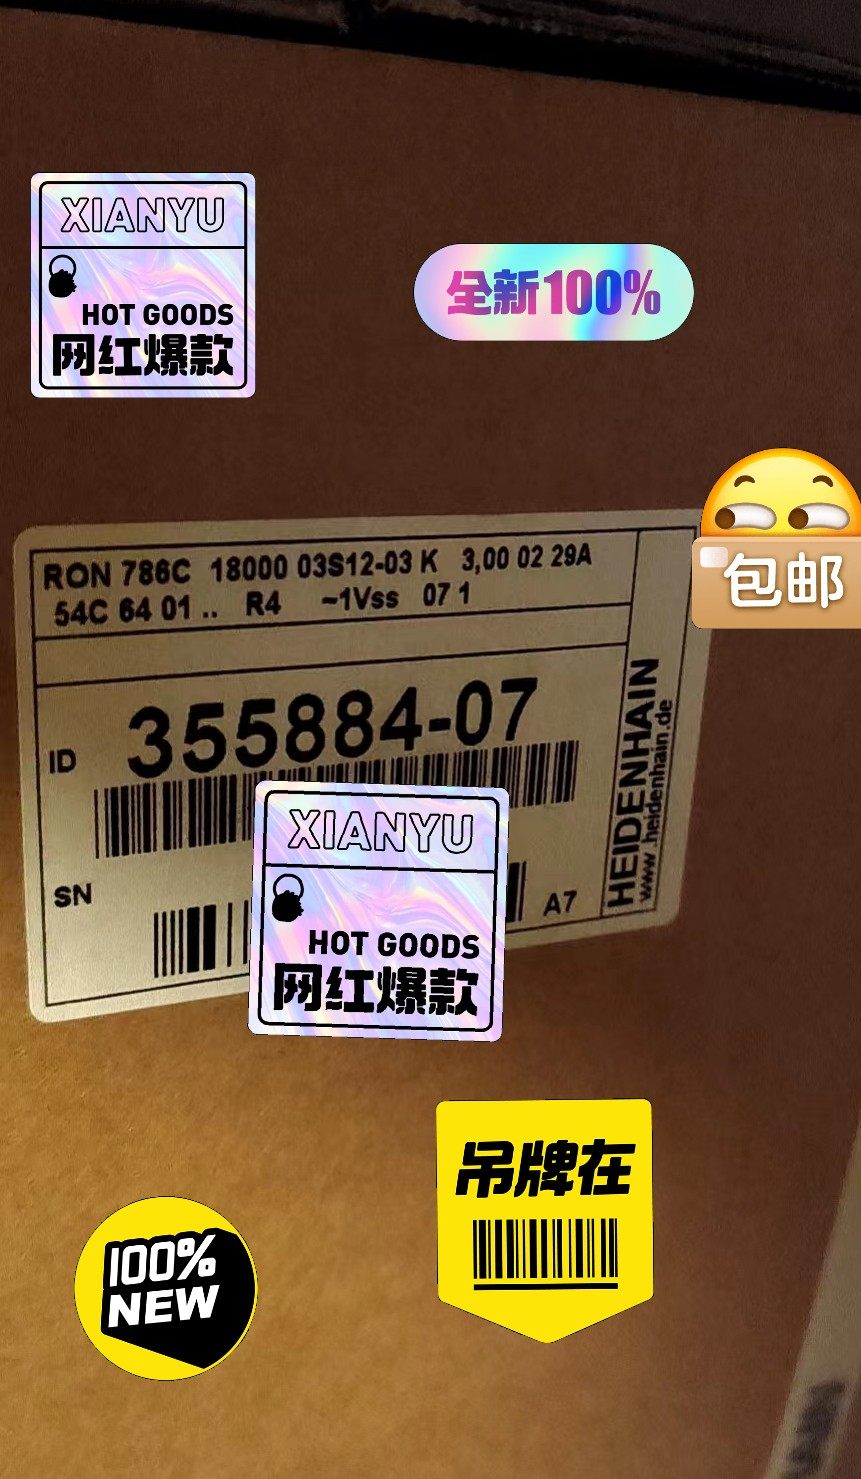 XIANYU
HOT GOODS
网红爆款
全新100%
包邮
RON 786C 18000 03S12-03 K 3,00 02 29A
54C 64 01 .. R4 ~1Vss 07 1
ID
355884-07
SN
A7
HEIDENHAIN
www.heidenhain.de
XIANYU
HOT GOODS
网红爆款
吊牌在
100%
NEW